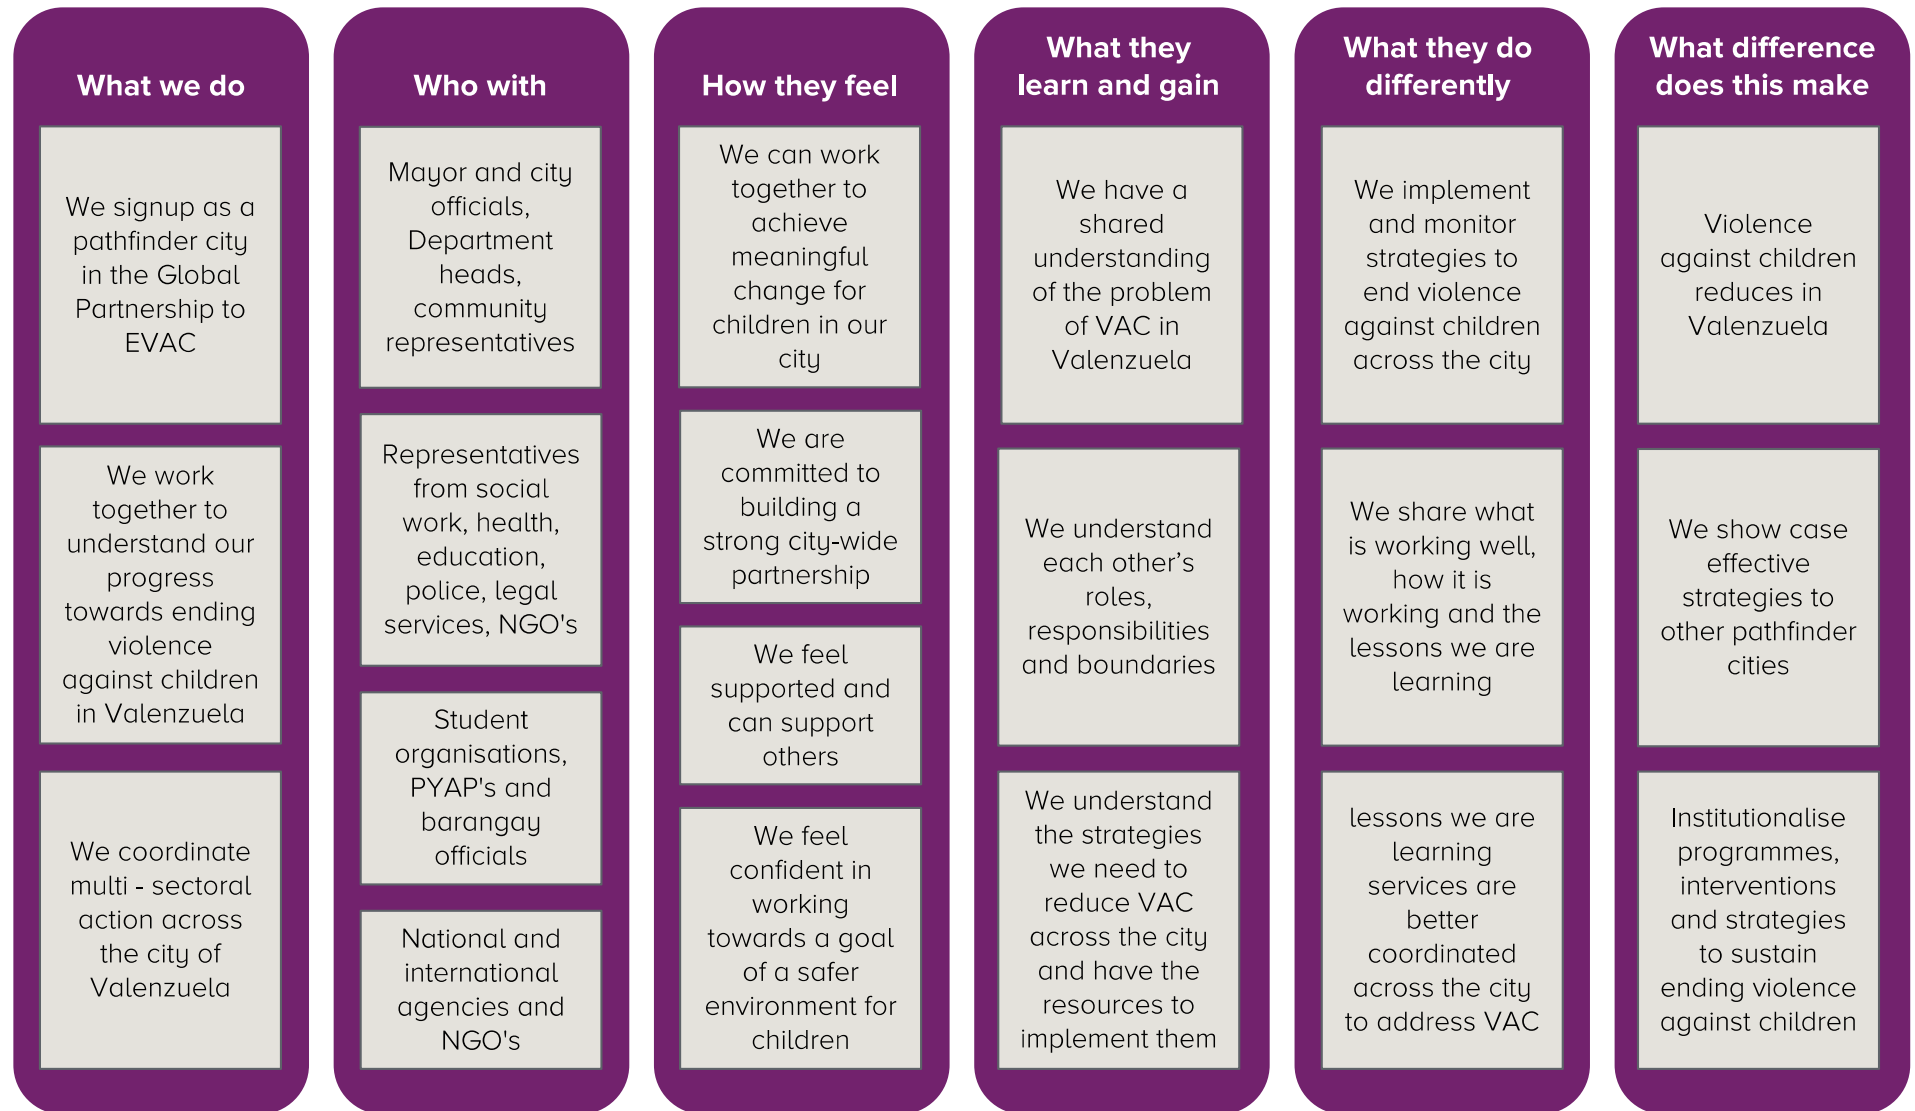 What we do
We signup as a
pathfinder city
in the Global
Partnership to
EVAC
We work
together to
understand our
progress
towards ending
violence
against children
in Valenzuela
We coordinate
multi - sectoral
action across
the city of
Valenzuela
Who with
Mayor and city
officials,
Department
heads,
community
representatives
Representatives
from social
work, health,
education,
police, legal
services, NGO's
Student
organisations,
PYAP's and
barangay
officials
National and
international
agencies and
NGO's
How they feel
We can work
together to
achieve
meaningful
change for
children in our
city
We are
committed to
building a
strong city-wide
partnership
We feel
supported and
can support
others
We feel
confident in
working
towards a goal
of a safer
environment for
children
What they
learn and gain
We have a
shared
understanding
of the problem
of VAC in
Valenzuela
We understand
each other’s
roles,
responsibilities
and boundaries
We understand
the strategies
we need to
reduce VAC
across the city
and have the
resources to
implement them
What they do
differently
We implement
and monitor
strategies to
end violence
against children
across the city
We share what
is working well,
how it is
working and the
lessons we are
learning
lessons we are
learning
services are
better
coordinated
across the city
to address VAC
What difference
does this make
Violence
against children
reduces in
Valenzuela
We show case
effective
strategies to
other pathfinder
cities
Institutionalise
programmes,
interventions
and strategies
to sustain
ending violence
against children